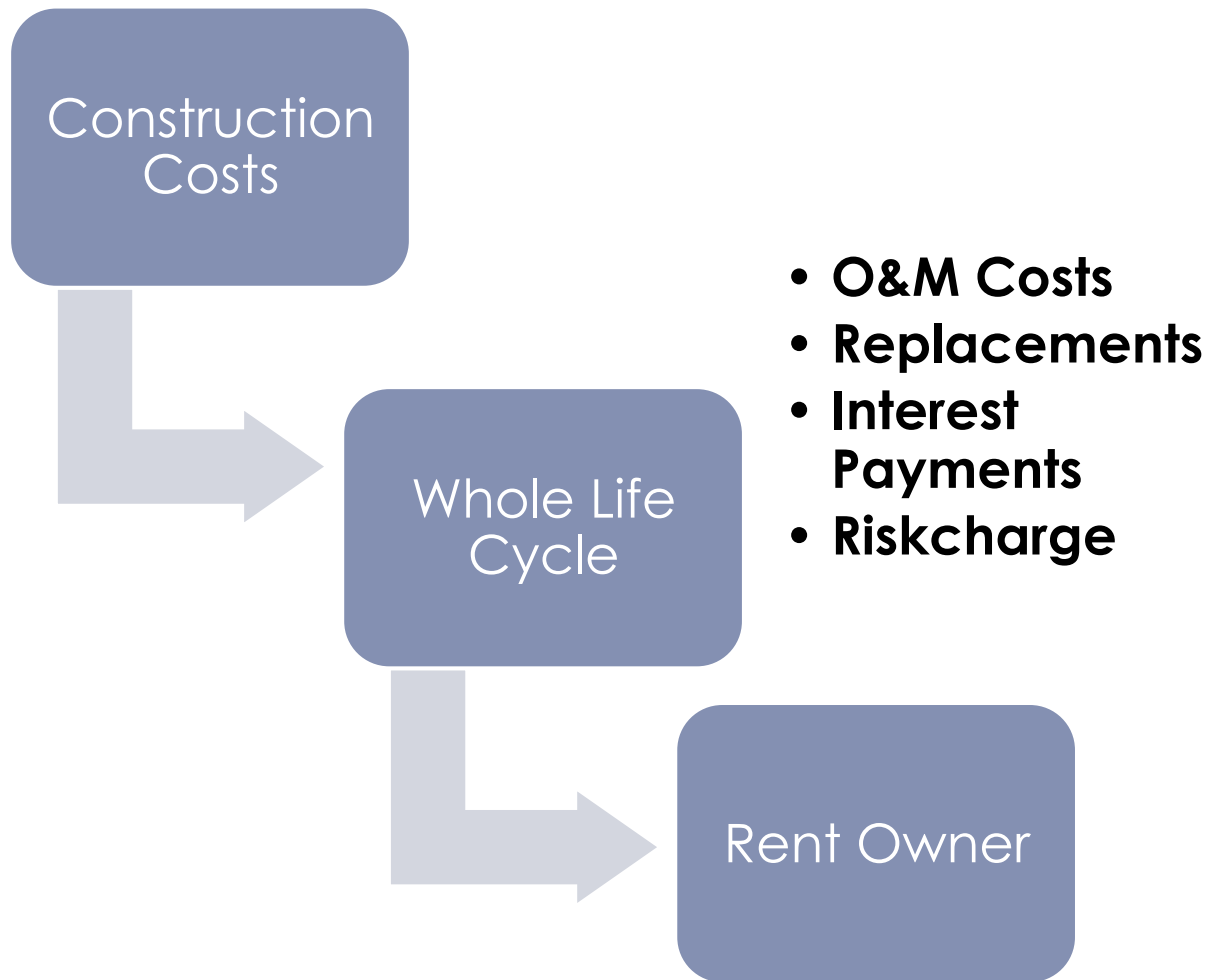 Construction
Costs
• O&M Costs
• Replacements
• Interest
Payments
• Riskcharge
Whole Life
Cycle
Rent Owner